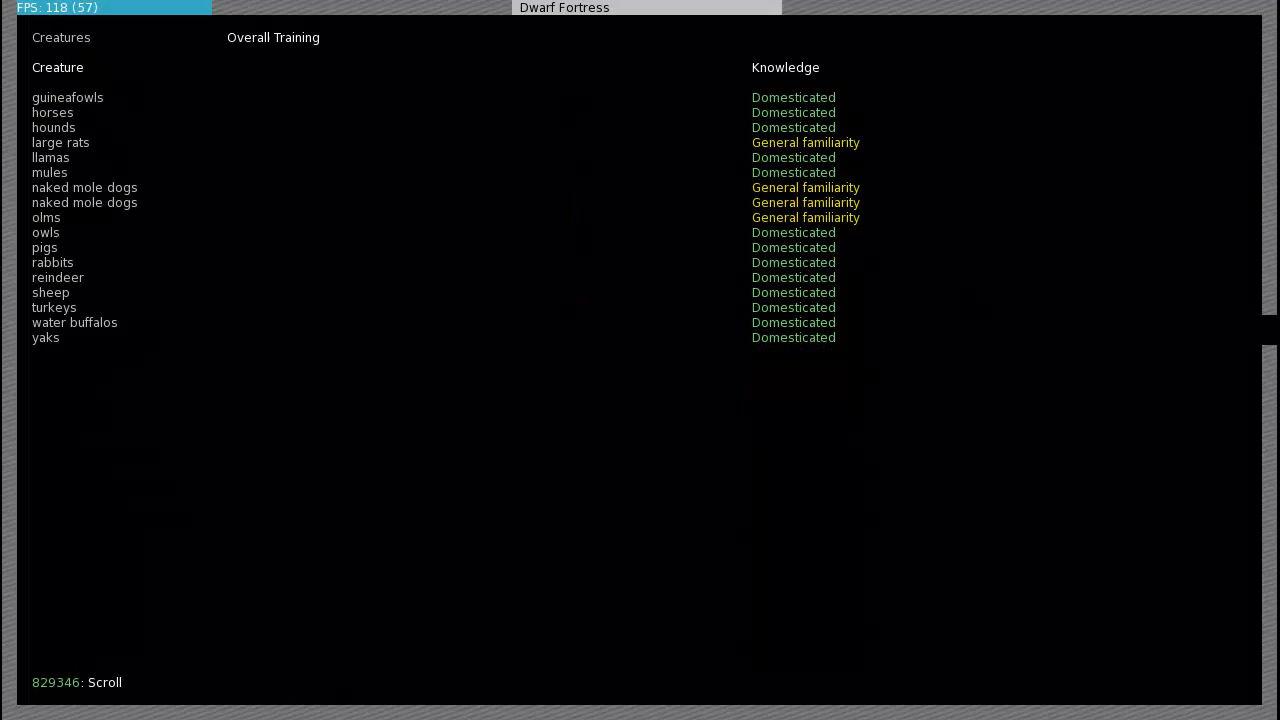 FPS: 118 (57) Dwarf Fortress
Creatures Overall Training
Creature Knowledge
guineafowls Domesticated
horses Domesticated
hounds Domesticated
large rats General familiarity
llamas Domesticated
mules Domesticated
naked mole dogs General familiarity
naked mole dogs General familiarity
olms General familiarity
owls Domesticated
pigs Domesticated
rabbits Domesticated
reindeer Domesticated
sheep Domesticated
turkeys Domesticated
water buffalos Domesticated
yaks Domesticated
829346: Scroll